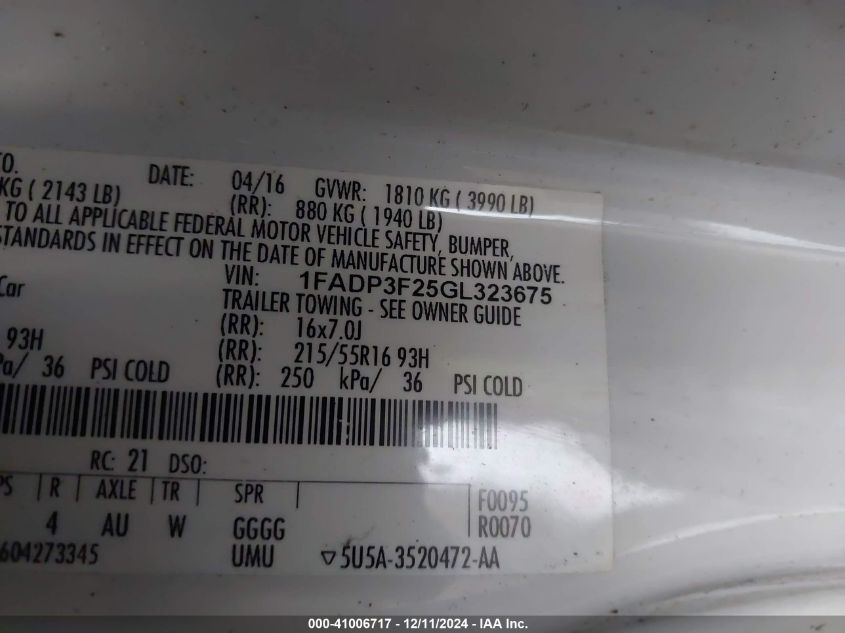 TO.
DATE: 04/16 GVWR: 1810 KG ( 3990 LB)
KG ( 2143 LB) (RR): 880 KG ( 1940 LB)
TO ALL APPLICABLE FEDERAL MOTOR VEHICLE SAFETY, BUMPER,
STANDARDS IN EFFECT ON THE DATE OF MANUFACTURE SHOWN ABOVE.
VIN: 1FADP3F25GL323675
Car TRAILER TOWING - SEE OWNER GUIDE
(RR): 16x7.0J
93H (RR): 215/55R16 93H
Pa/ 36 PSI COLD (RR): 250 kPa/ 36 PSI COLD
RC: 21 DSO:
PS R AXLE TR SPR F0095
4 AU W GGGG R0070
604273345 UMU ▽5U5A-3520472-AA
000-41006717 - 12/11/2024 - IAA Inc.